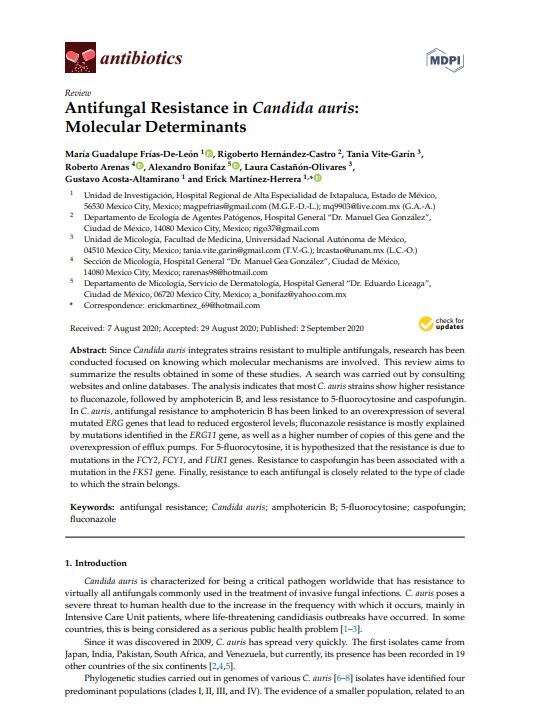 antibiotics
MDPI
Review
Antifungal Resistance in Candida auris:
Molecular Determinants
María Guadalupe Frías-De-León 1, Rigoberto Hernández-Castro 2, Tania Vite-Garín 3,
Roberto Arenas 4, Alexandro Bonifaz 5, Laura Castañón-Olivares 3,
Gustavo Acosta-Altamirano 1 and Erick Martínez-Herrera 1,*
1 Unidad de Investigación, Hospital Regional de Alta Especialidad de Ixtapaluca, Estado de México,
56530 Mexico City, Mexico; magpefrias@gmail.com (M.G.F.-D.-L.); mq9903@live.com.mx (G.A.-A.)
2 Departamento de Ecología de Agentes Patógenos, Hospital General “Dr. Manuel Gea González”,
Ciudad de México, 14080 Mexico City, Mexico; rigo37@gmail.com
3 Unidad de Micología, Facultad de Medicina, Universidad Nacional Autónoma de México,
04510 Mexico City, Mexico; tania.vite.garin@gmail.com (T.V.-G.); lrcastao@unam.mx (L.C.-O.)
4 Sección de Micología, Hospital General “Dr. Manuel Gea González”, Ciudad de México,
14080 Mexico City, Mexico; rarenas98@hotmail.com
5 Departamento de Micología, Servicio de Dermatología, Hospital General “Dr. Eduardo Liceaga”,
Ciudad de México, 06720 Mexico City, Mexico; a_bonifaz@yahoo.com.mx
* Correspondence: erickmartinez_69@hotmail.com
Received: 7 August 2020; Accepted: 29 August 2020; Published: 2 September 2020
check for
updates
Abstract: Since Candida auris integrates strains resistant to multiple antifungals, research has been
conducted focused on knowing which molecular mechanisms are involved. This review aims to
summarize the results obtained in some of these studies. A search was carried out by consulting
websites and online databases. The analysis indicates that most C. auris strains show higher resistance
to fluconazole, followed by amphotericin B, and less resistance to 5-fluorocytosine and caspofungin.
In C. auris, antifungal resistance to amphotericin B has been linked to an overexpression of several
mutated ERG genes that lead to reduced ergosterol levels; fluconazole resistance is mostly explained
by mutations identified in the ERG11 gene, as well as a higher number of copies of this gene and the
overexpression of efflux pumps. For 5-fluorocytosine, it is hypothesized that the resistance is due to
mutations in the FCY2, FCY1, and FUR1 genes. Resistance to caspofungin has been associated with a
mutation in the FKS1 gene. Finally, resistance to each antifungal is closely related to the type of clade
to which the strain belongs.
Keywords: antifungal resistance; Candida auris; amphotericin B; 5-fluorocytosine; caspofungin;
fluconazole
1. Introduction
Candida auris is characterized for being a critical pathogen worldwide that has resistance to
virtually all antifungals commonly used in the treatment of invasive fungal infections. C. auris poses a
severe threat to human health due to the increase in the frequency with which it occurs, mainly in
Intensive Care Unit patients, where life-threatening candidiasis outbreaks have occurred. In some
countries, this is being considered as a serious public health problem [1–3].
Since it was discovered in 2009, C. auris has spread very quickly. The first isolates came from
Japan, India, Pakistan, South Africa, and Venezuela, but currently, its presence has been recorded in 19
other countries of the six continents [2,4,5].
Phylogenetic studies carried out in genomes of various C. auris [6–8] isolates have identified four
predominant populations (clades I, II, III, and IV). The evidence of a smaller population, related to an